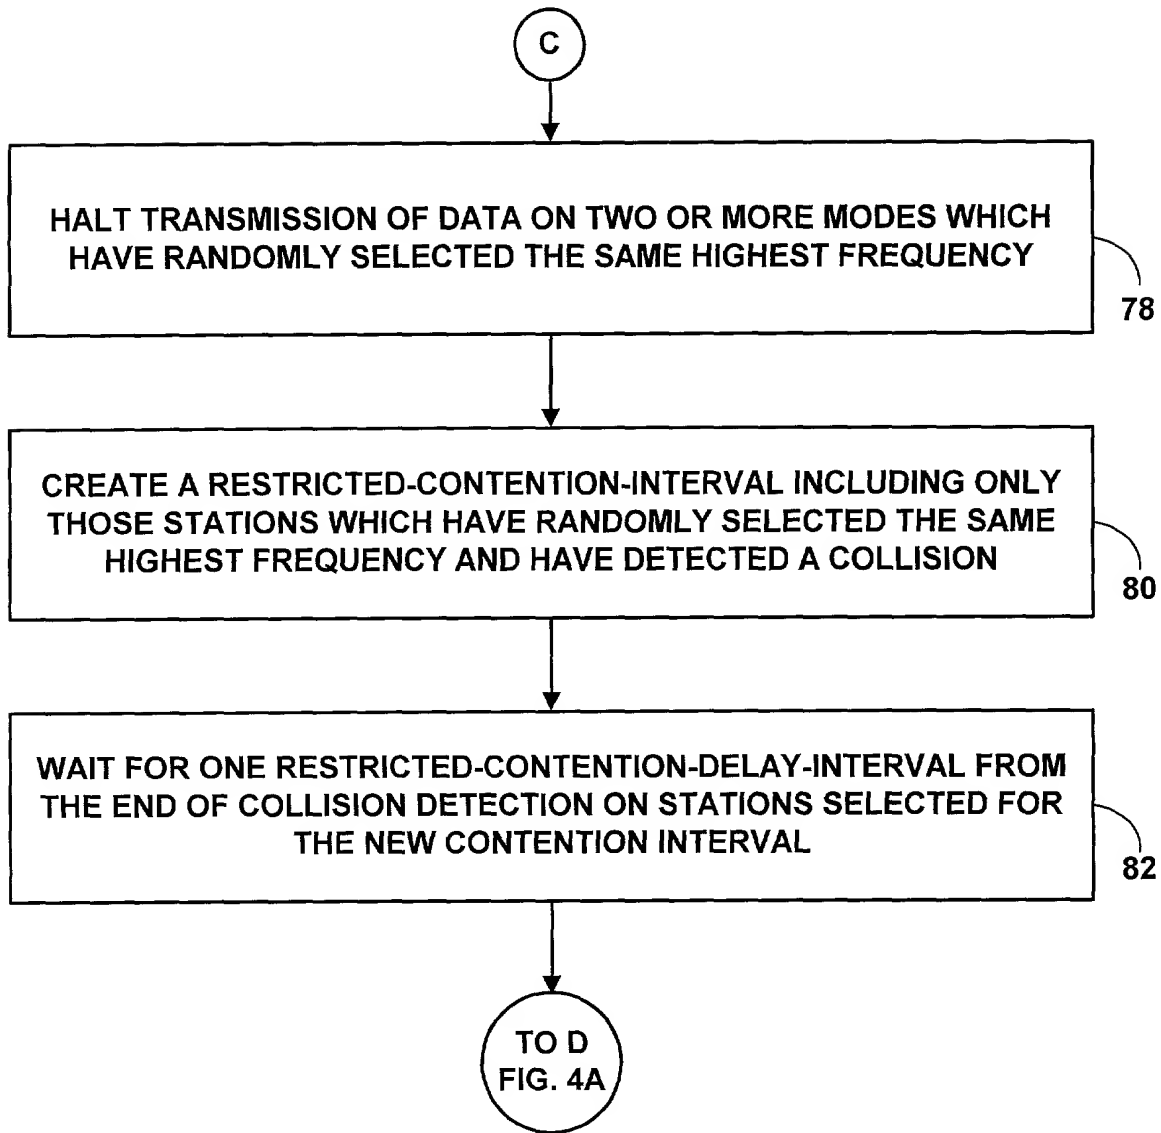 C
HALT TRANSMISSION OF DATA ON TWO OR MORE MODES WHICH
HAVE RANDOMLY SELECTED THE SAME HIGHEST FREQUENCY
78
CREATE A RESTRICTED-CONTENTION-INTERVAL INCLUDING ONLY
THOSE STATIONS WHICH HAVE RANDOMLY SELECTED THE SAME
HIGHEST FREQUENCY AND HAVE DETECTED A COLLISION
80
WAIT FOR ONE RESTRICTED-CONTENTION-DELAY-INTERVAL FROM
THE END OF COLLISION DETECTION ON STATIONS SELECTED FOR
THE NEW CONTENTION INTERVAL
82
TO D
FIG. 4A